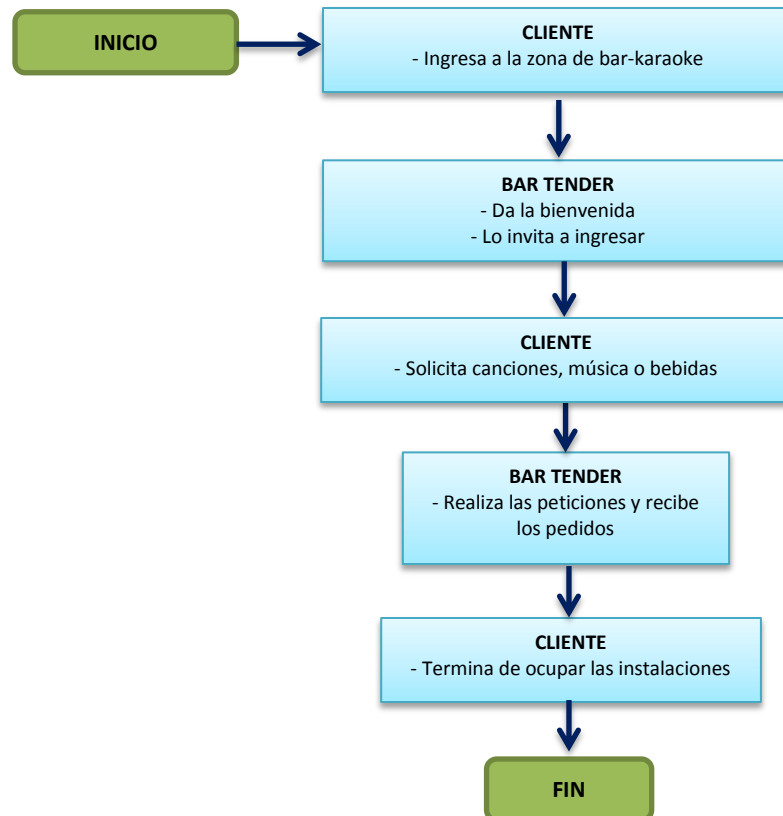 INICIO
CLIENTE
- Ingresa a la zona de bar-karaoke
BAR TENDER
- Da la bienvenida
- Lo invita a ingresar
CLIENTE
- Solicita canciones, música o bebidas
BAR TENDER
- Realiza las peticiones y recibe
los pedidos
CLIENTE
- Termina de ocupar las instalaciones
FIN